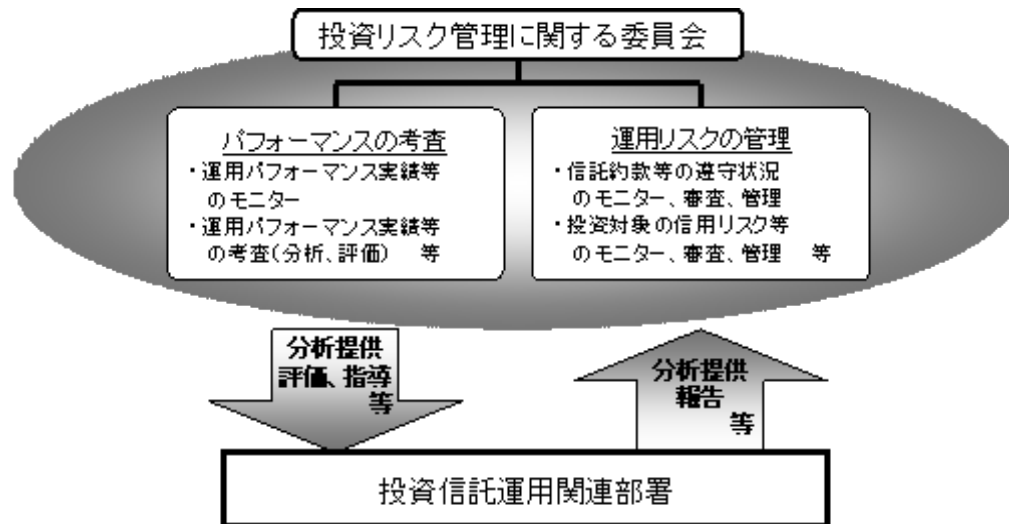 投資リスク管理に関する委員会
パフォーマンスの考査
・運用パフォーマンス実績等
のモニター
・運用パフォーマンス実績等
の考査(分析、評価) 等
運用リスクの管理
・信託約款等の遵守状況
のモニター、審査、管理
・投資対象の信用リスク等
のモニター、審査、管理 等
分析提供
評価、指導
等
分析提供
報告
等
投資信託運用関連部署